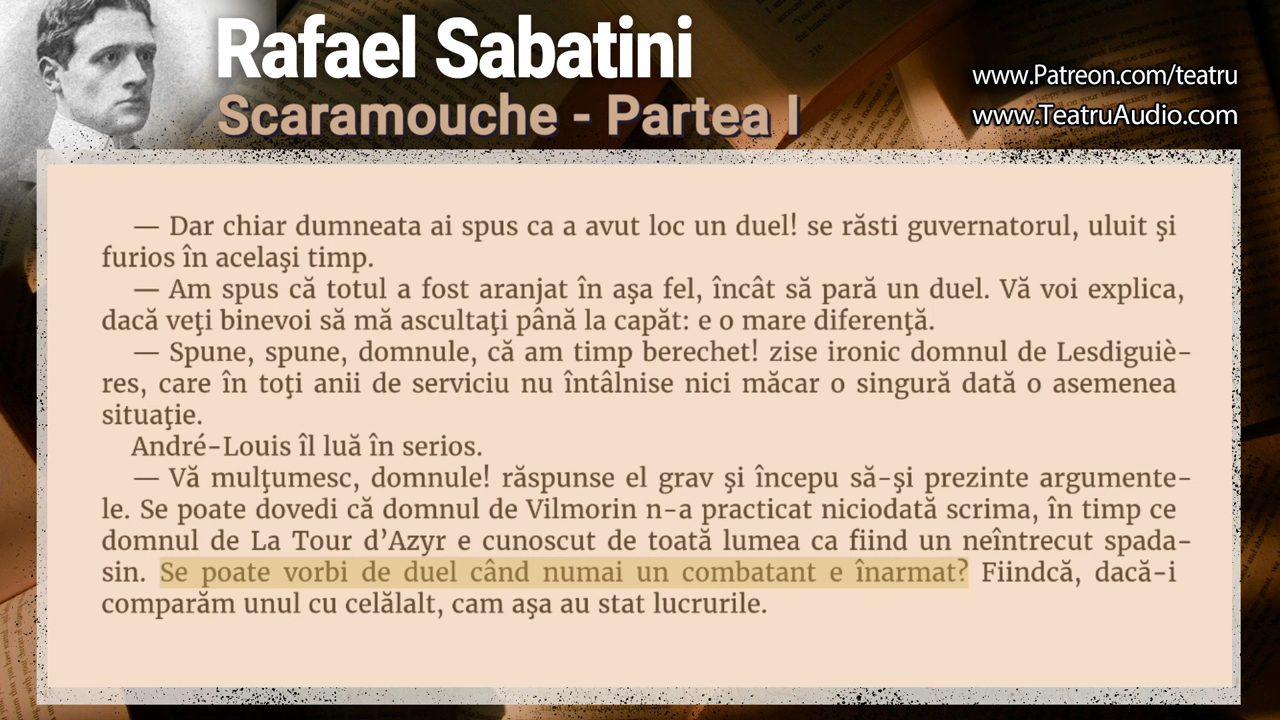 Rafael Sabatini
Scaramouche - Partea I
www.Patreon.com/teatru
www.TeatruAudio.com
— Dar chiar dumneata ai spus ca a avut loc un duel! se răsti guvernatorul, uluit şi
furios în acelaşi timp.
— Am spus că totul a fost aranjat în aşa fel, încât să pară un duel. Vă voi explica,
dacă veţi binevoi să mă ascultaţi până la capăt: e o mare diferenţă.
— Spune, spune, domnule, că am timp berechet! zise ironic domnul de Lesdiguiè-
res, care în toţi anii de serviciu nu întâlnise nici măcar o singură dată o asemenea
situaţie.
André-Louis îl luă în serios.
— Vă mulţumesc, domnule! răspunse el grav şi începu să-şi prezinte argumente-
le. Se poate dovedi că domnul de Vilmorin n-a practicat niciodată scrima, în timp ce
domnul de La Tour d’Azyr e cunoscut de toată lumea ca fiind un neîntrecut spada-
sin. Se poate vorbi de duel când numai un combatant e înarmat? Fiindcă, dacă-i
comparăm unul cu celălalt, cam aşa au stat lucrurile.